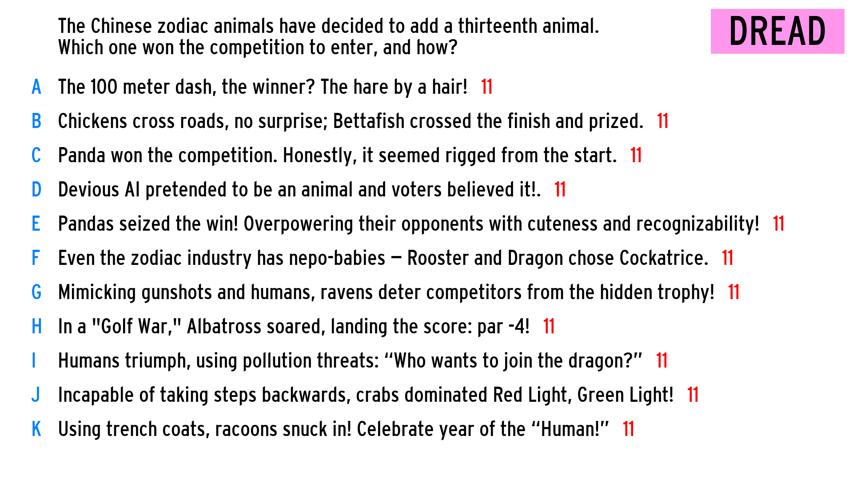 The Chinese zodiac animals have decided to add a thirteenth animal.
Which one won the competition to enter, and how?
DREAD
A The 100 meter dash, the winner? The hare by a hair! 11
B Chickens cross roads, no surprise; Bettafish crossed the finish and prized. 11
C Panda won the competition. Honestly, it seemed rigged from the start. 11
D Devious AI pretended to be an animal and voters believed it!. 11
E Pandas seized the win! Overpowering their opponents with cuteness and recognizability! 11
F Even the zodiac industry has nepo-babies – Rooster and Dragon chose Cockatrice. 11
G Mimicking gunshots and humans, ravens deter competitors from the hidden trophy! 11
H In a "Golf War," Albatross soared, landing the score: par -4! 11
I Humans triumph, using pollution threats: “Who wants to join the dragon?” 11
J Incapable of taking steps backwards, crabs dominated Red Light, Green Light! 11
K Using trench coats, racoons snuck in! Celebrate year of the “Human!” 11